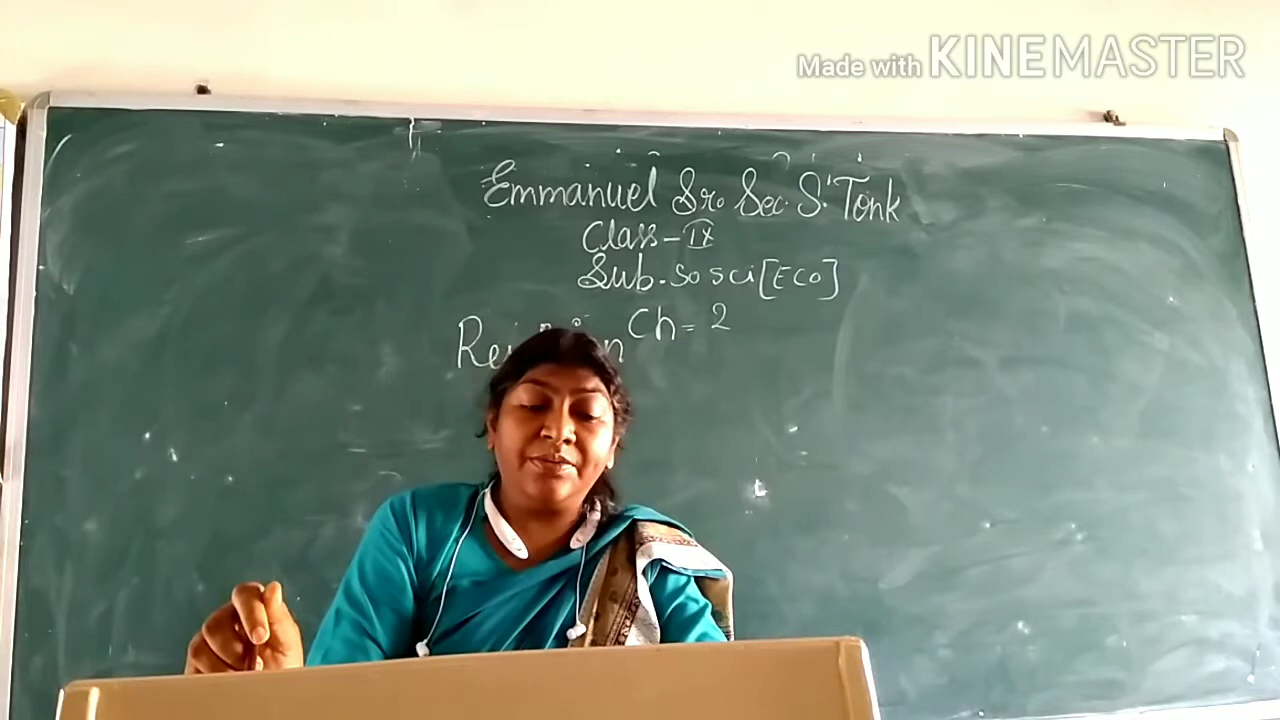 Made with KINEMASTER
Emmanuel Sr. Sec. S. Tonk
Class - IX
Sub. So sci [ECO]
Ch = 2